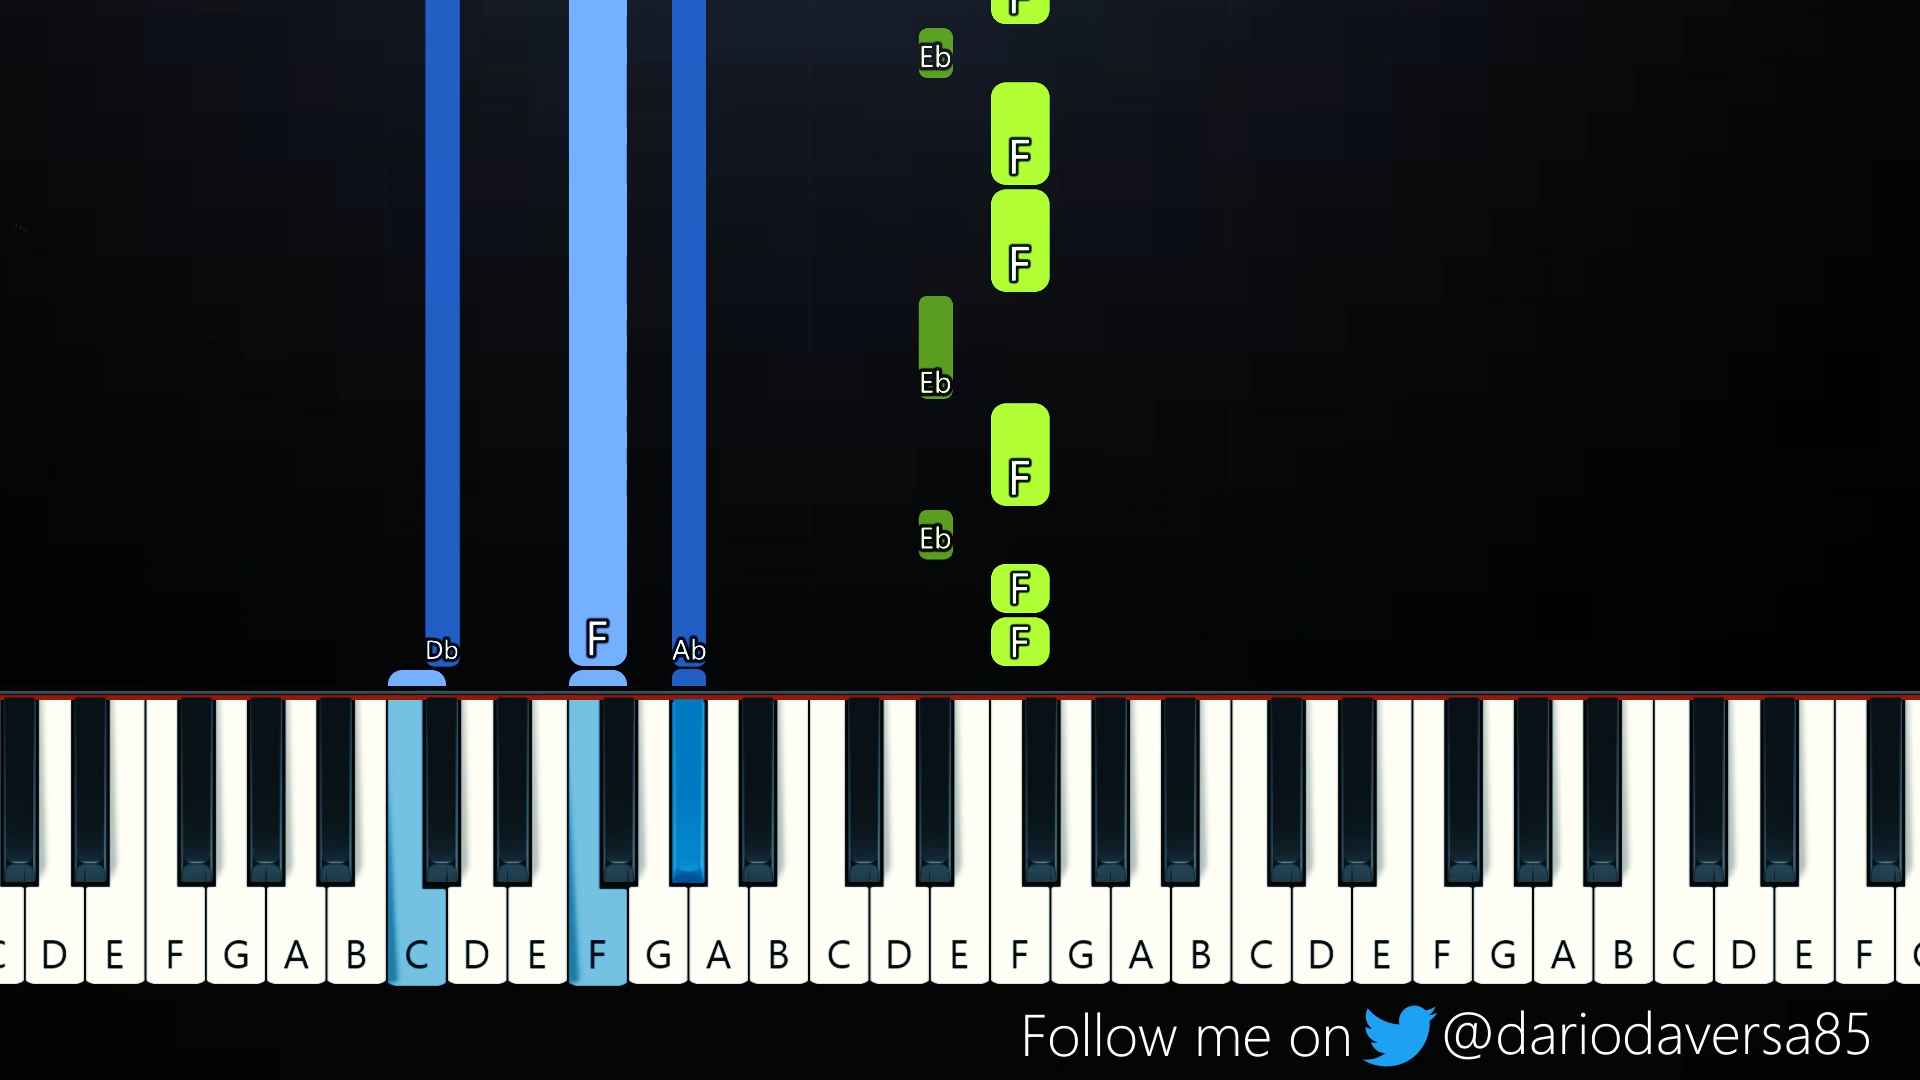 F
Eb
F
F
Eb
F
Eb
F
Db F Ab F
C D E F G A B C D E F G A B C D E F G A B C D E F G A B C D E F G
Follow me on @dariodaversa85